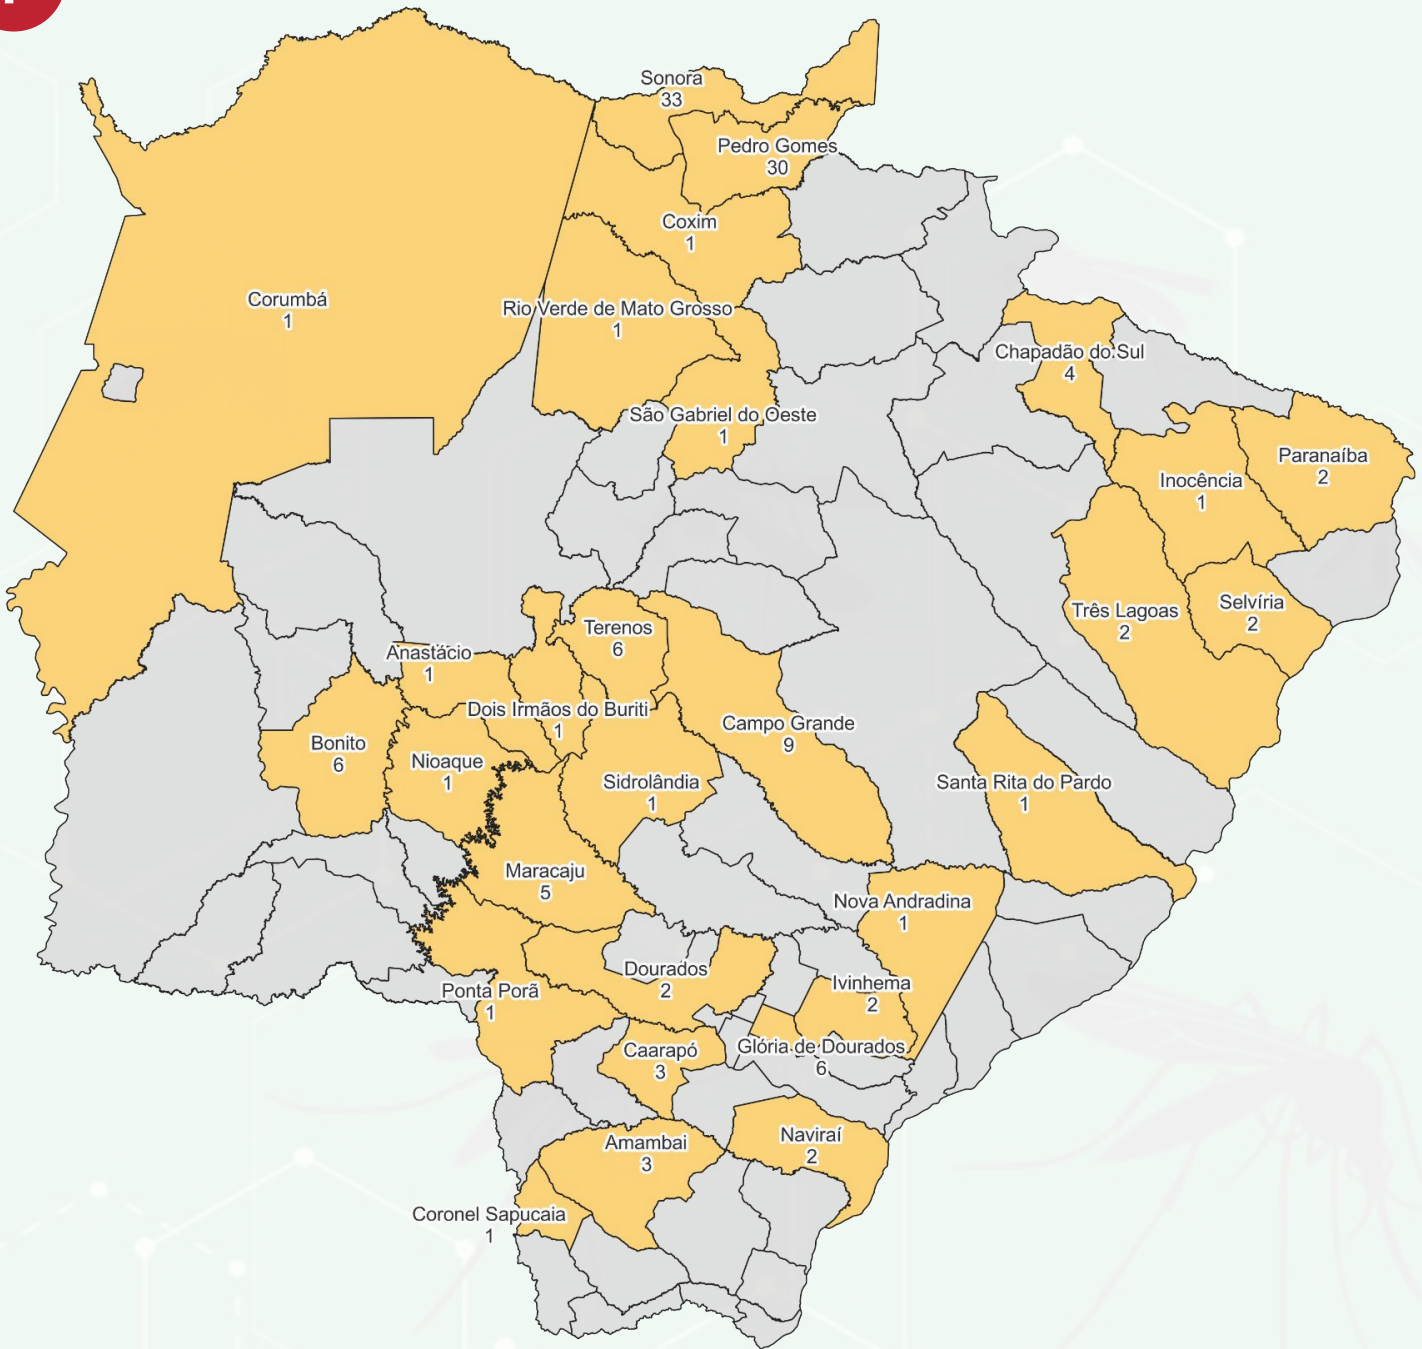 Sonora
33
Pedro Gomes
30
Coxim
1
Corumbá
1
Rio Verde de Mato Grosso
1
Chapadão do Sul
4
São Gabriel do Oeste
1
Paranaíba
2
Inocência
1
Três Lagoas
2
Selvíria
2
Terenos
6
Anastácio
1
Dois Irmãos do Buriti
1
Campo Grande
9
Bonito
6
Nioaque
1
Sidrolândia
1
Santa Rita do Pardo
1
Maracaju
5
Nova Andradina
1
Dourados
2
Ivinhema
2
Ponta Porã
1
Caarapó
3
Glória de Dourados
6
Amambai
3
Naviraí
2
Coronel Sapucaia
1